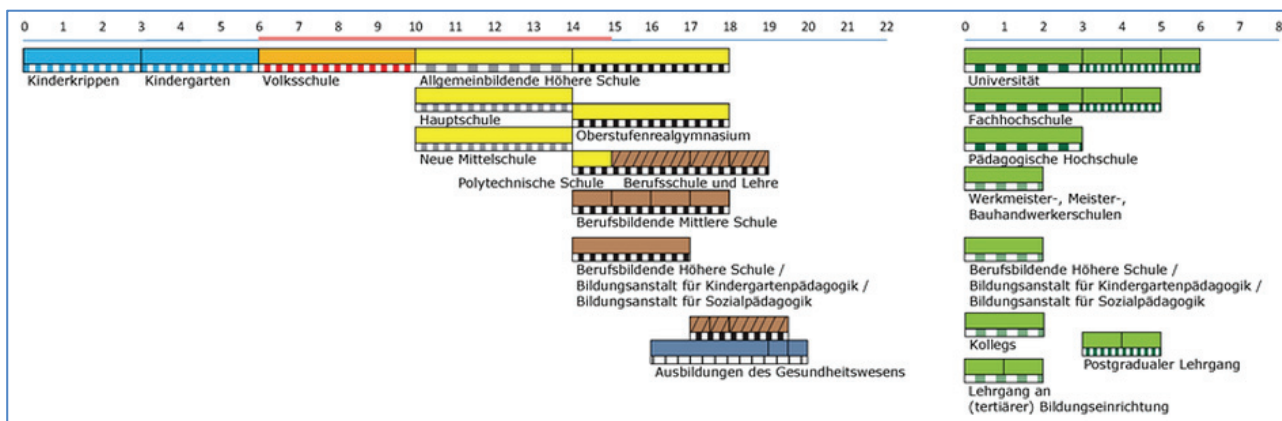 0 1 2 3 4 5 6 7 8 9 10 11 12 13 14 15 16 17 18 19 20 21 22
0 1 2 3 4 5 6 7 8
Kinderkrippen
Kindergarten
Volksschule
Allgemeinbildende Höhere Schule
Hauptschule
Oberstufenrealgymnasium
Neue Mittelschule
Polytechnische Schule
Berufsschule und Lehre
Berufsbildende Mittlere Schule
Berufsbildende Höhere Schule /
Bildungsanstalt für Kindergartenpädagogik /
Bildungsanstalt für Sozialpädagogik
Ausbildungen des Gesundheitswesens
Universität
Fachhochschule
Pädagogische Hochschule
Werkmeister-, Meister-,
Bauhandwerkerschulen
Berufsbildende Höhere Schule /
Bildungsanstalt für Kindergartenpädagogik /
Bildungsanstalt für Sozialpädagogik
Kollegs
Postgradualer Lehrgang
Lehrgang an
(tertiärer) Bildungseinrichtung